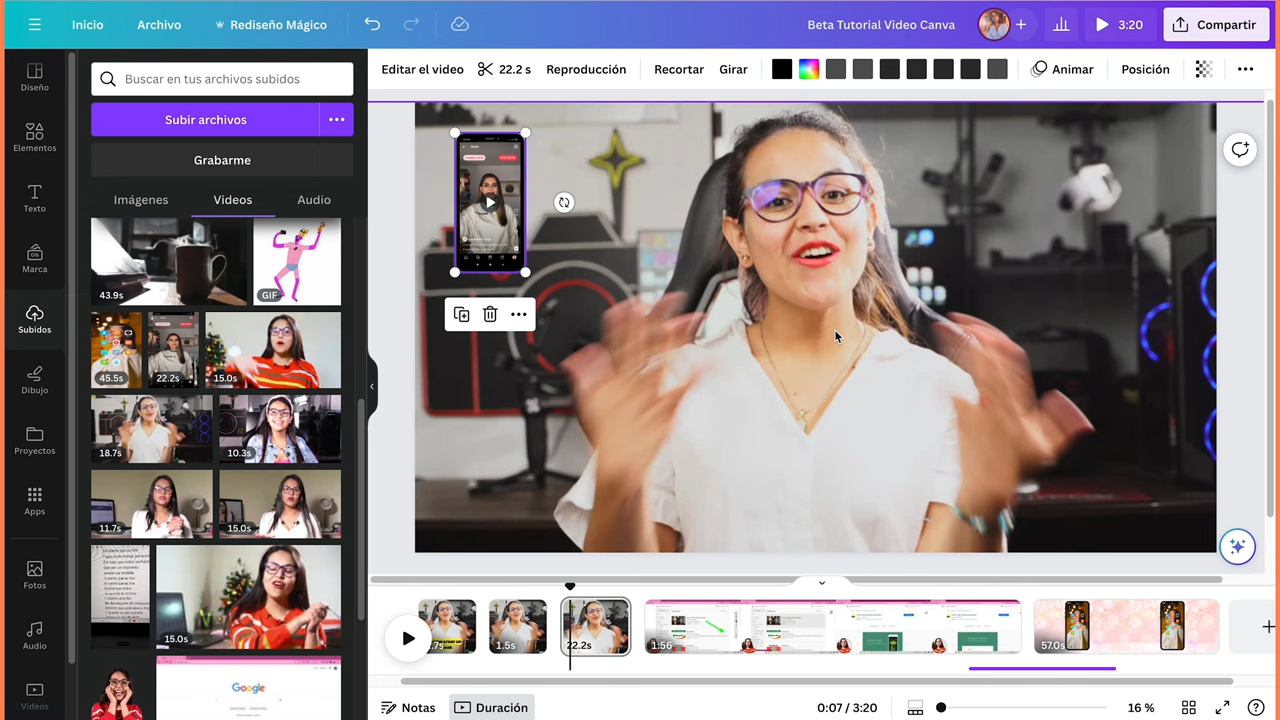 Inicio
Archivo
Rediseño Mágico
Beta Tutorial Video Canva
3:20
Compartir
Diseño
Elementos
Texto
Marca
Subidos
Dibujo
Proyectos
Apps
Fotos
Audio
Videos
Buscar en tus archivos subidos
Subir archivos
Grabarme
Imágenes
Videos
Audio
43.9s
GIF
45.5s
22.2s
15.0s
18.7s
10.3s
11.7s
15.0s
15.0s
Google
Editar el video
22.2 s
Reproducción
Recortar
Girar
Animar
Posición
1.5s
22.2s
1:56
57.0s
Notas
Duración
0:07 / 3:20
16 %